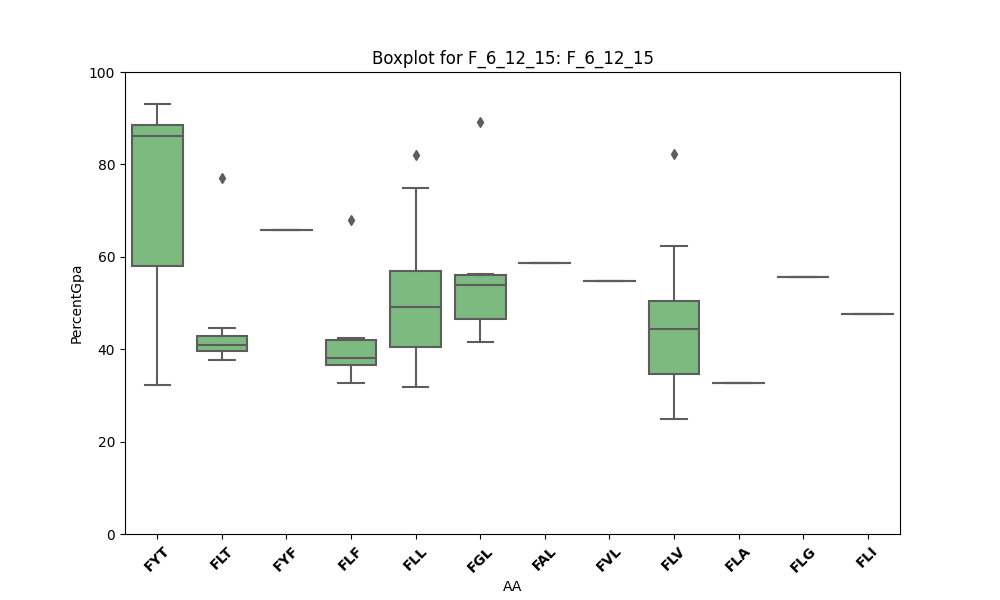 Boxplot for F_6_12_15: F_6_12_15
100
80
60
40
20
0
PercentGpa
FYT FLT FYF FLF FLL FGL FAL FVL FLV FLA FLG FLI
AA